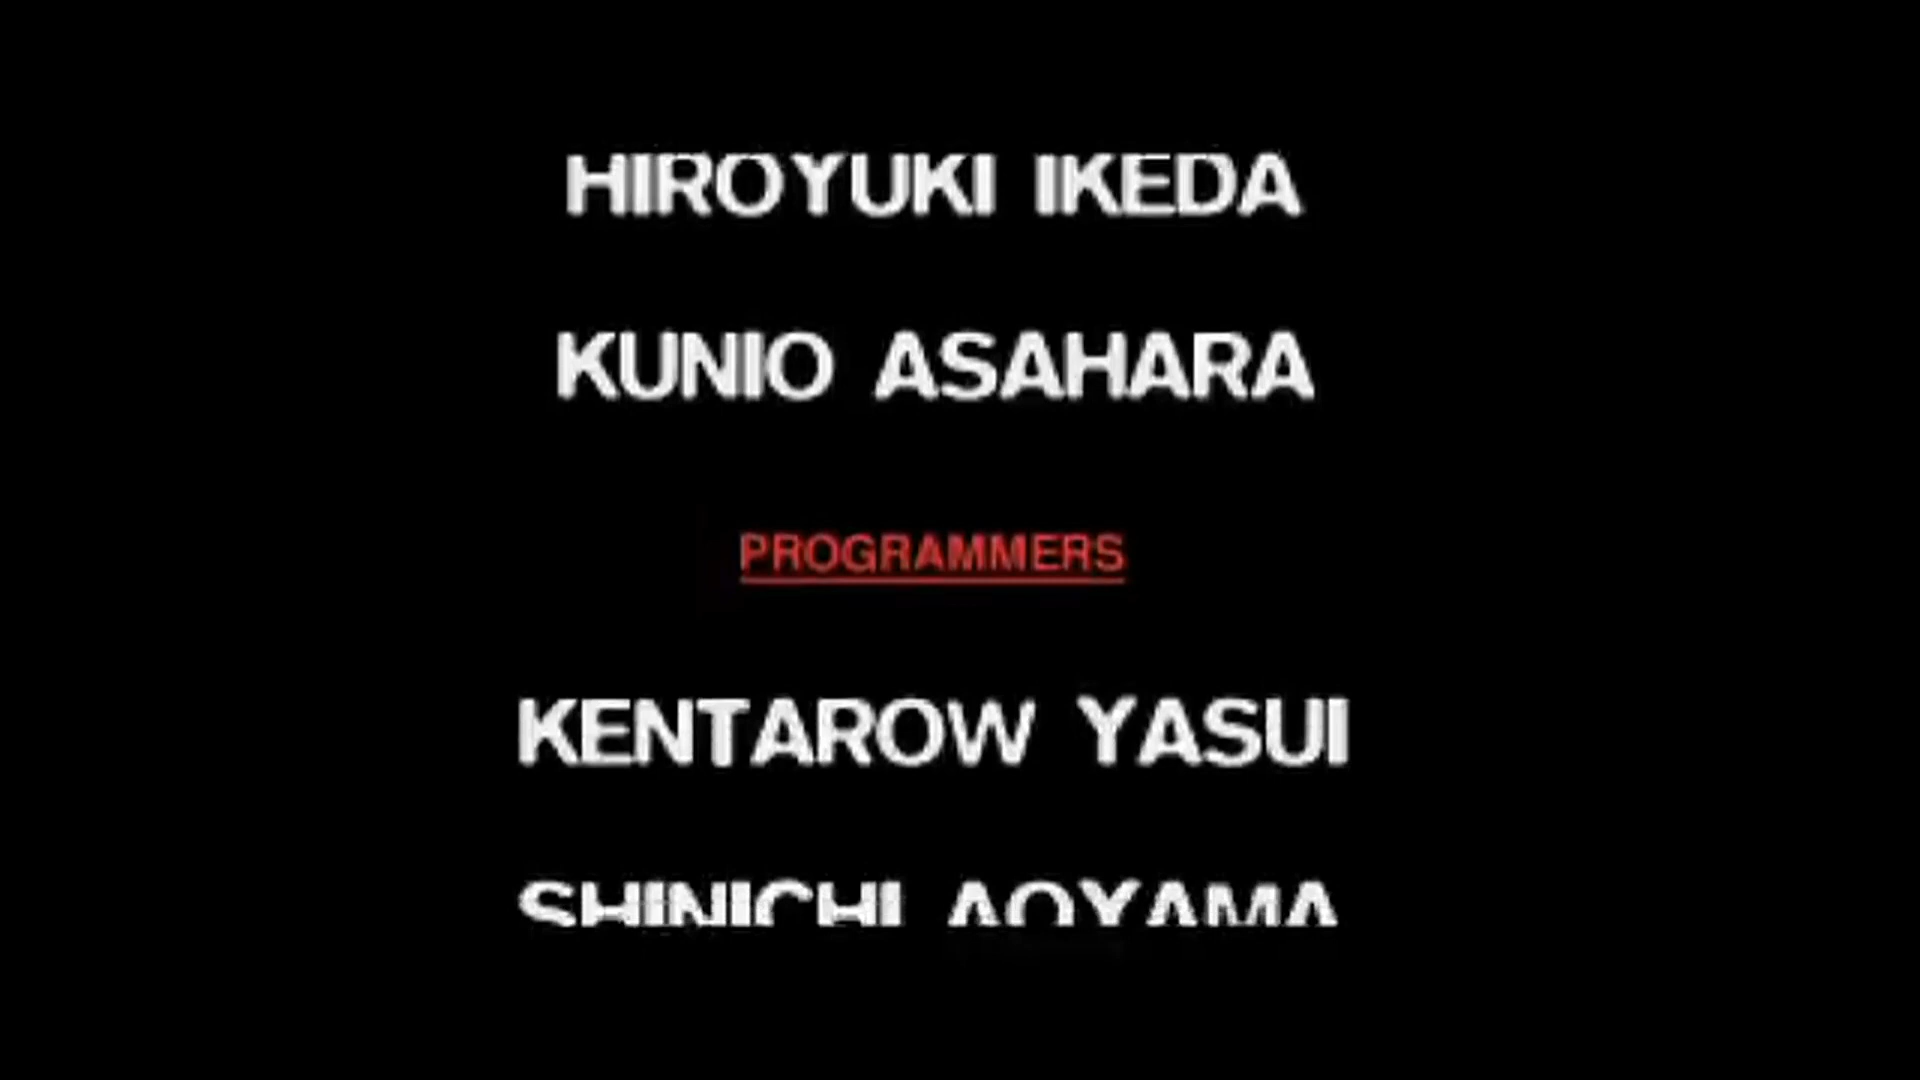 HIROYUKI IKEDA
KUNIO ASAHARA
PROGRAMMERS
KENTAROW YASUI
SHINICHI AOYAMA